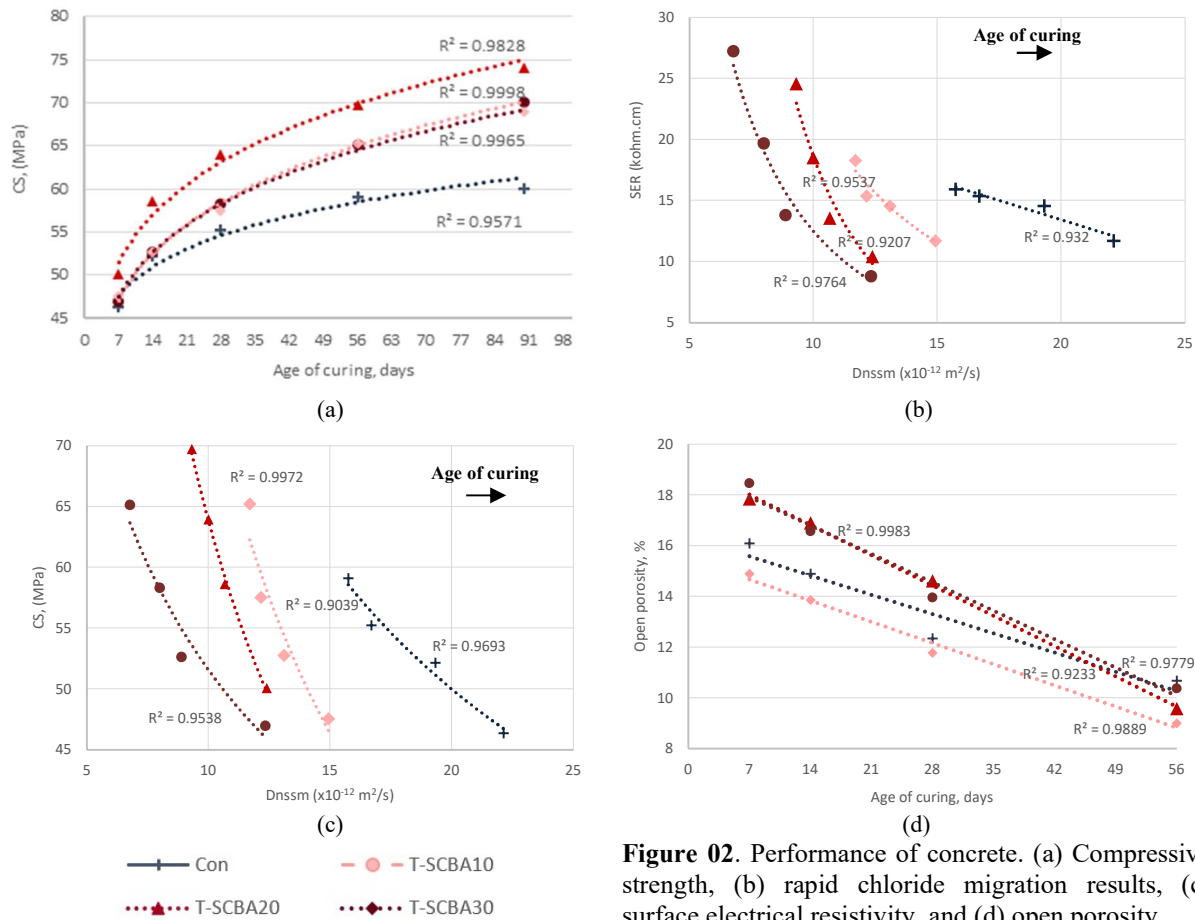 80
75
70
65
60
55
50
45
CS, (MPa)
R² = 0.9828
R² = 0.9998
R² = 0.9965
R² = 0.9571
0 7 14 21 28 35 42 49 56 63 70 77 84 91 98
Age of curing, days
(a)
30
25
20
15
10
5
SER (kohm.cm)
Age of curing
R² = 0.9537
R² = 0.9207
R² = 0.932
R² = 0.9764
5 10 15 20 25
Dnssm (x10⁻¹² m²/s)
(b)
70
65
60
55
50
45
CS, (MPa)
Age of curing
R² = 0.9972
R² = 0.9039
R² = 0.9693
R² = 0.9538
5 10 15 20 25
Dnssm (x10⁻¹² m²/s)
(c)
20
18
16
14
12
10
8
Open porosity, %
R² = 0.9983
R² = 0.9779
R² = 0.9233
R² = 0.9889
0 7 14 21 28 35 42 49 56
Age of curing, days
(d)
Con T-SCBA10
T-SCBA20 T-SCBA30
Figure 02. Performance of concrete. (a) Compressiv
strength, (b) rapid chloride migration results, (c
surface electrical resistivity, and (d) open porosity